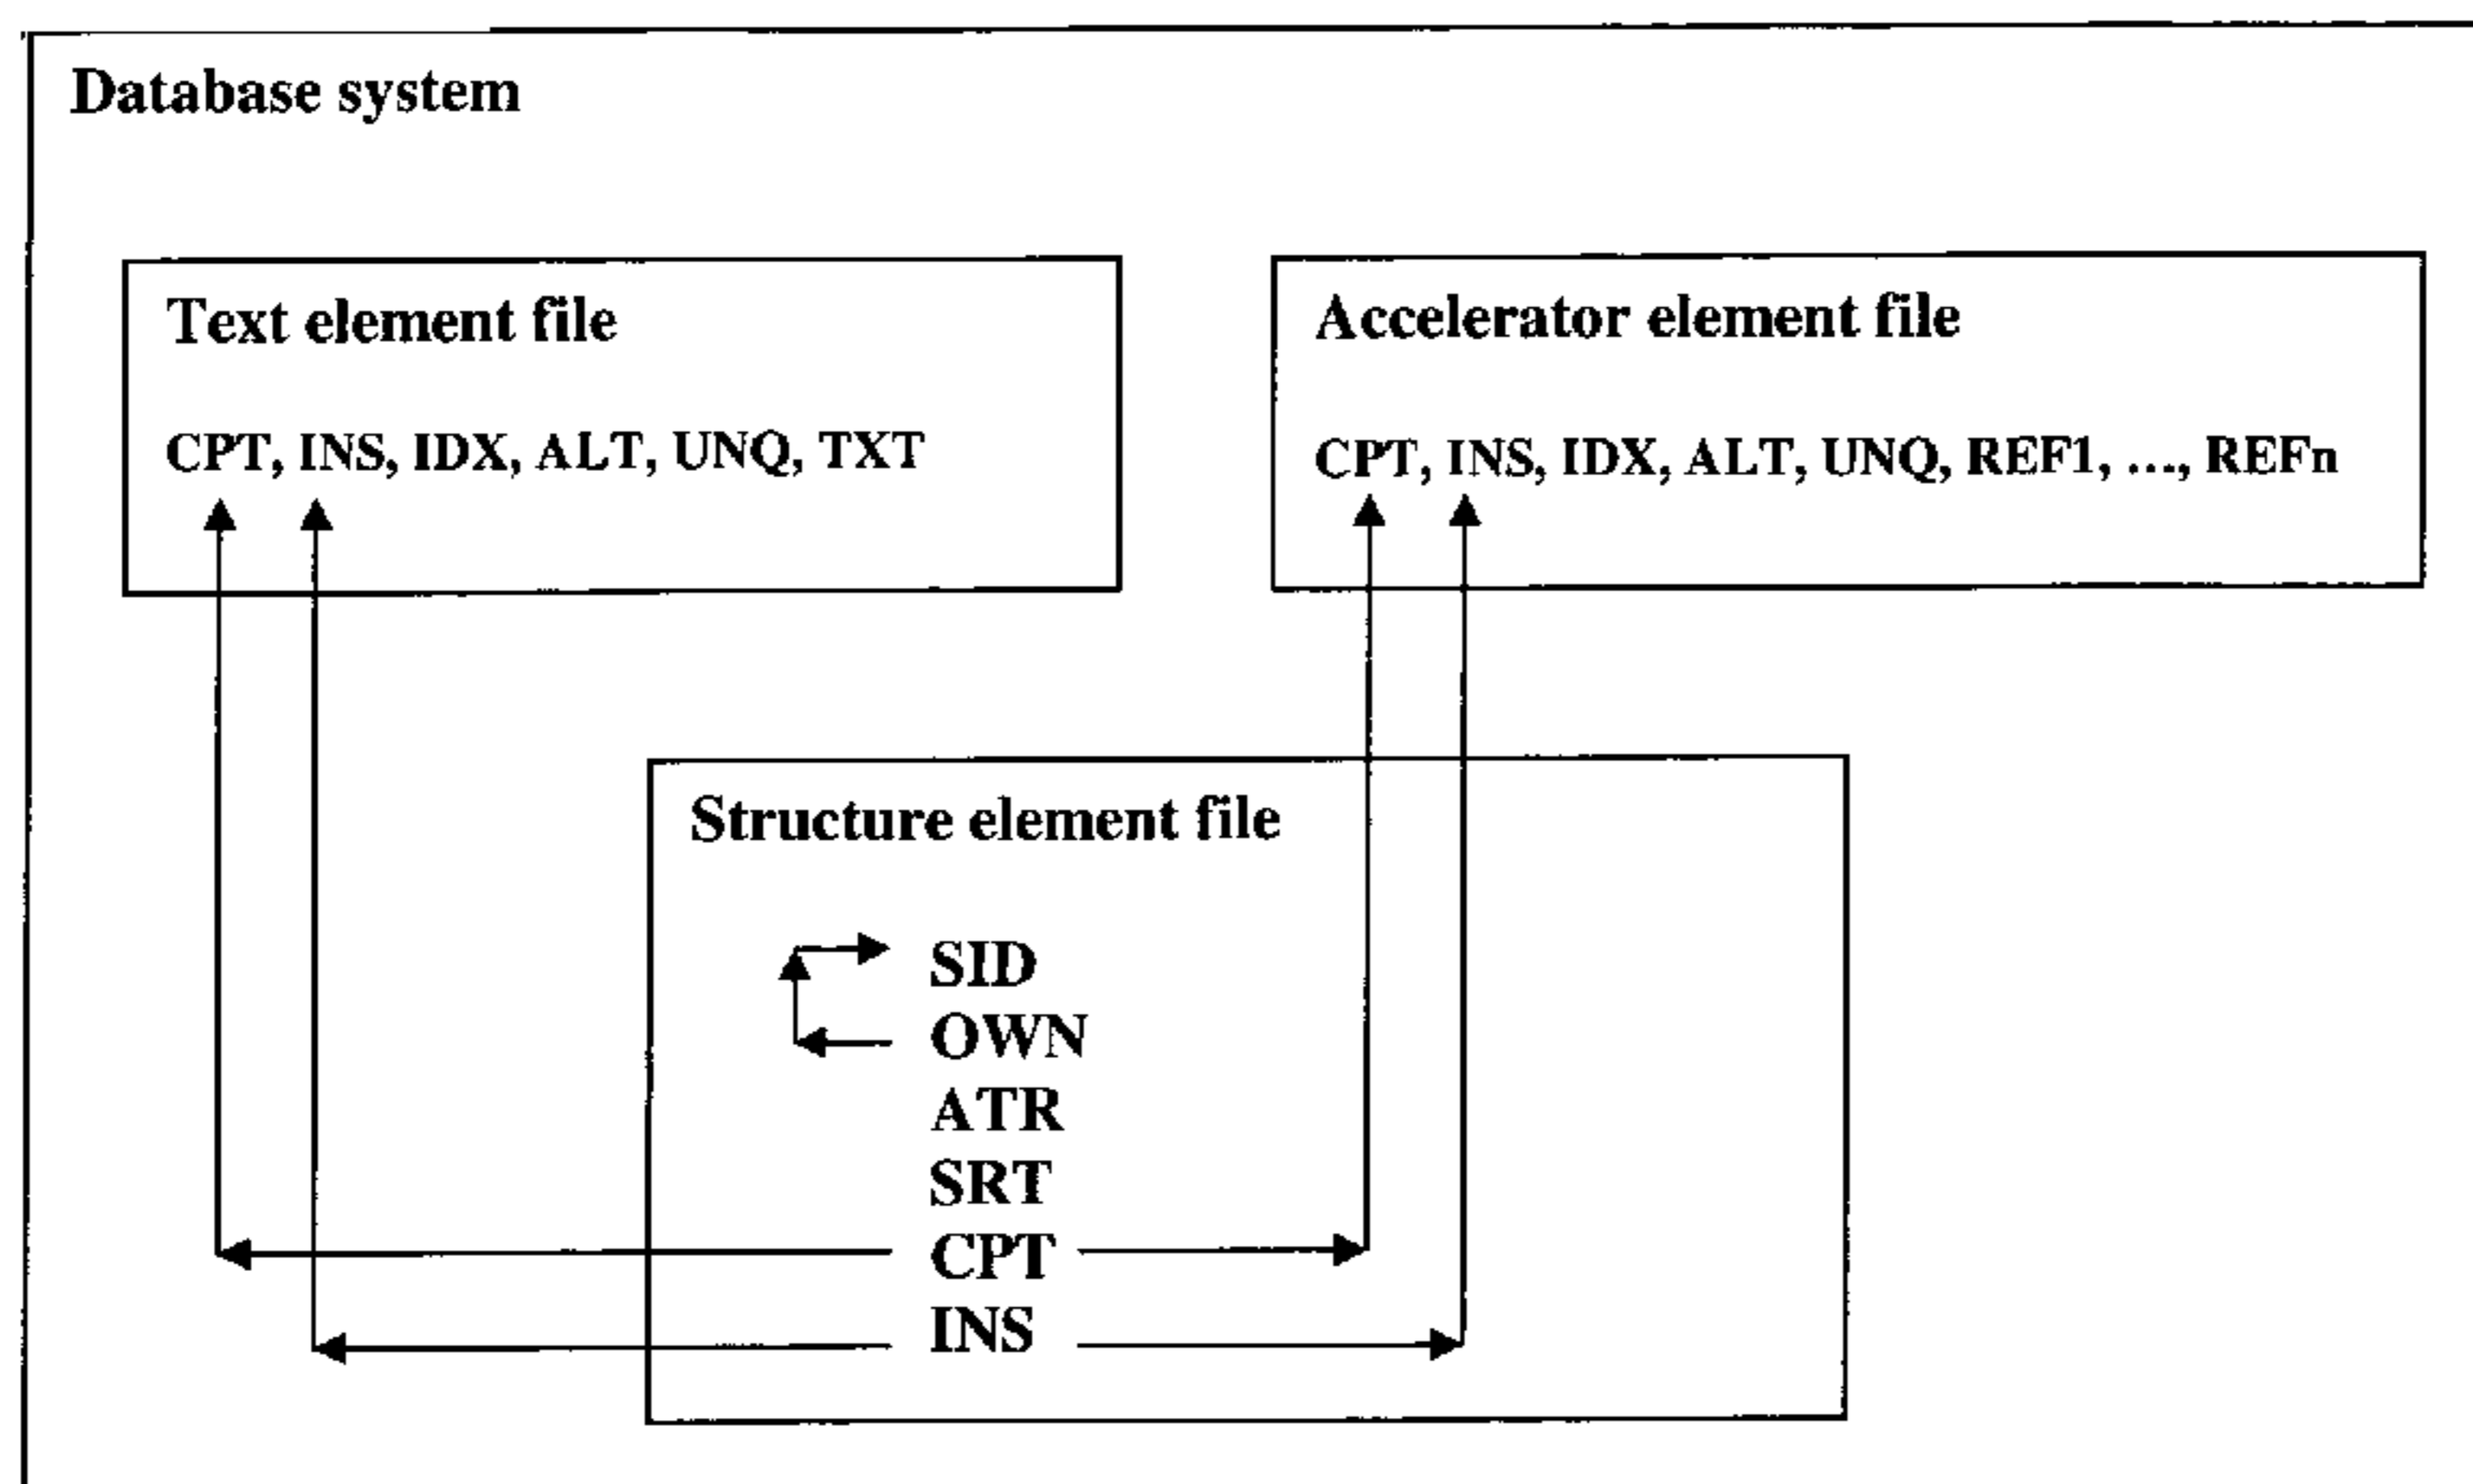 Database system
Text element file
CPT, INS, IDX, ALT, UNQ, TXT
Accelerator element file
CPT, INS, IDX, ALT, UNQ, REF1, ..., REFn
Structure element file
SID
OWN
ATR
SRT
CPT
INS